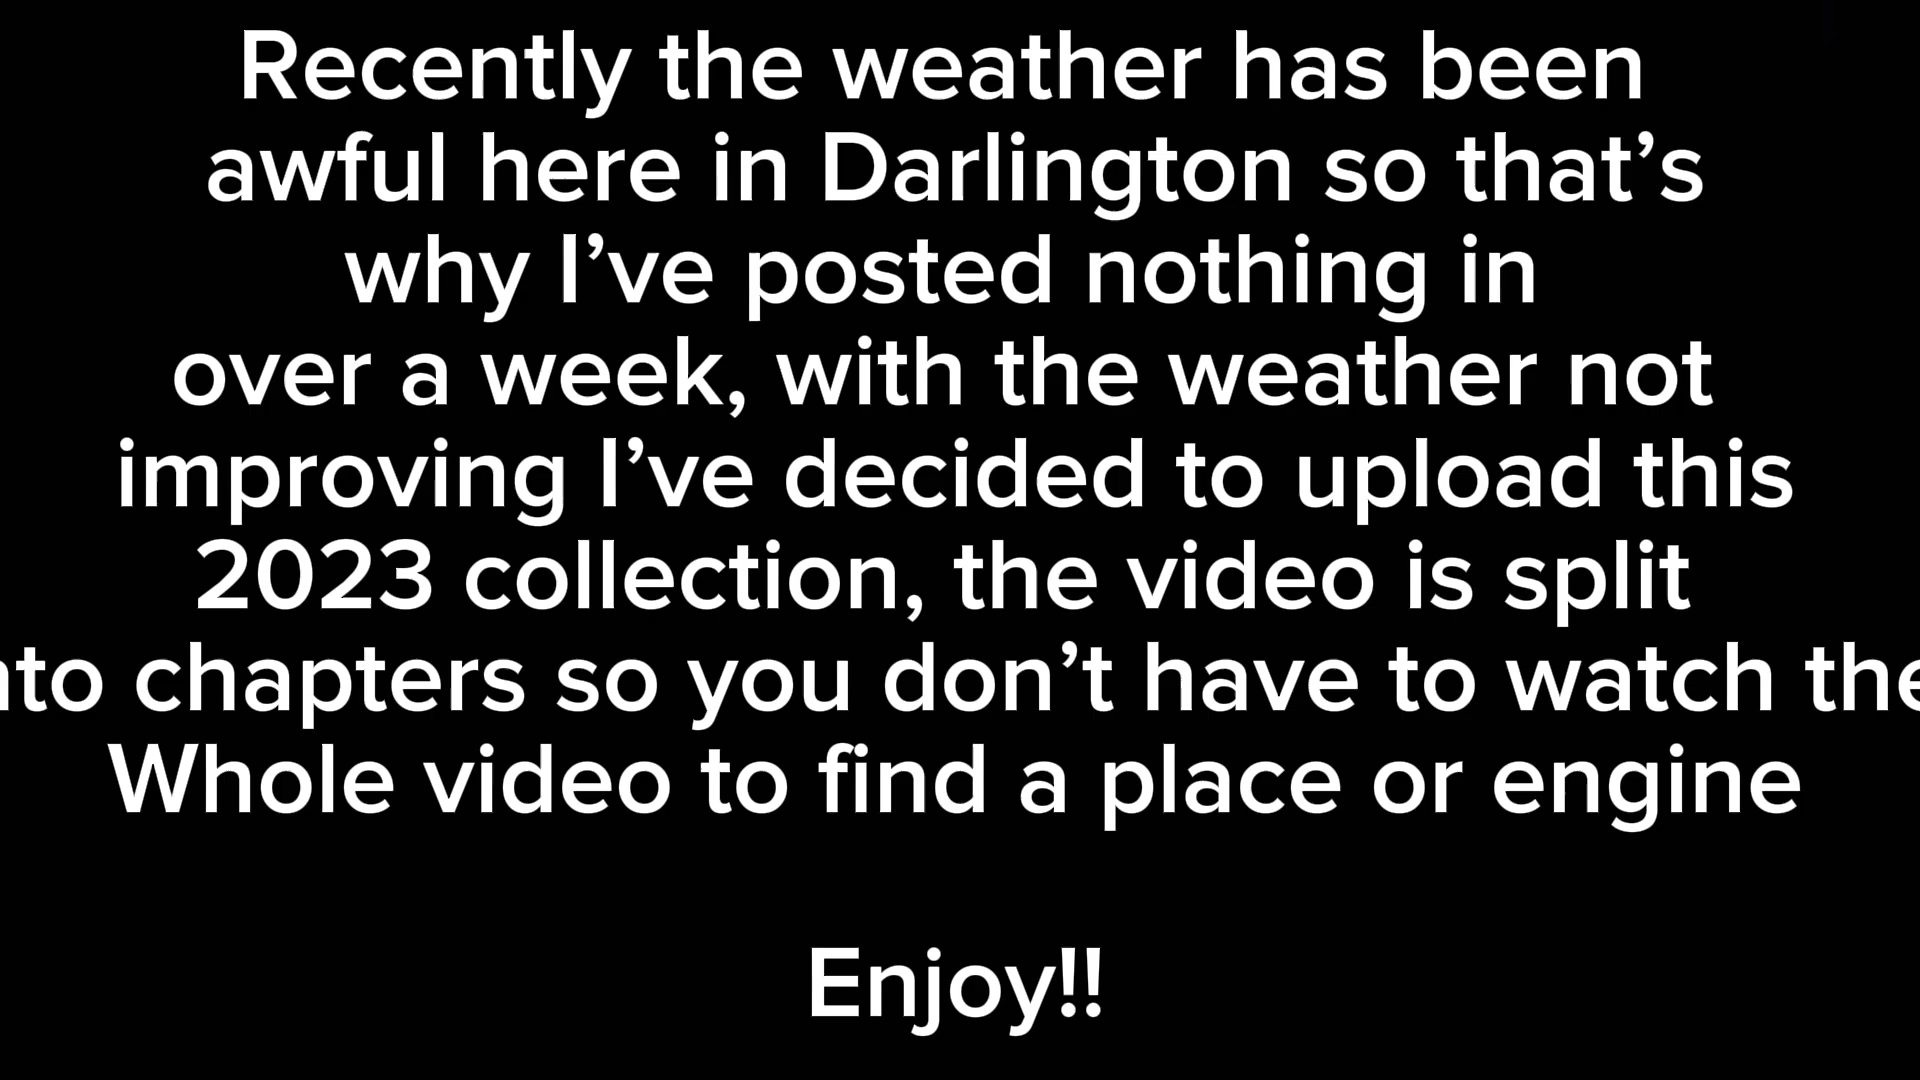 Recently the weather has been
awful here in Darlington so that’s
why I’ve posted nothing in
over a week, with the weather not
improving I’ve decided to upload this
2023 collection, the video is split
nto chapters so you don’t have to watch the
Whole video to find a place or engine
Enjoy!!